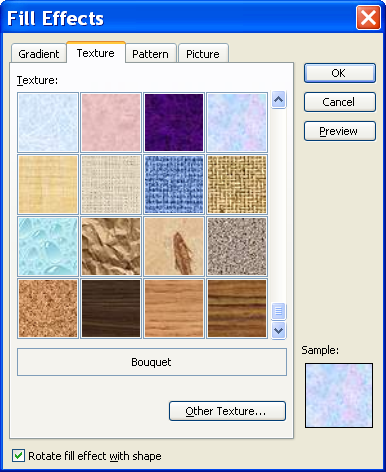 Fill Effects
Gradient
Texture
Pattern
Picture
Texture:
OK
Cancel
Preview
Bouquet
Sample:
Other Texture...
Rotate fill effect with shape